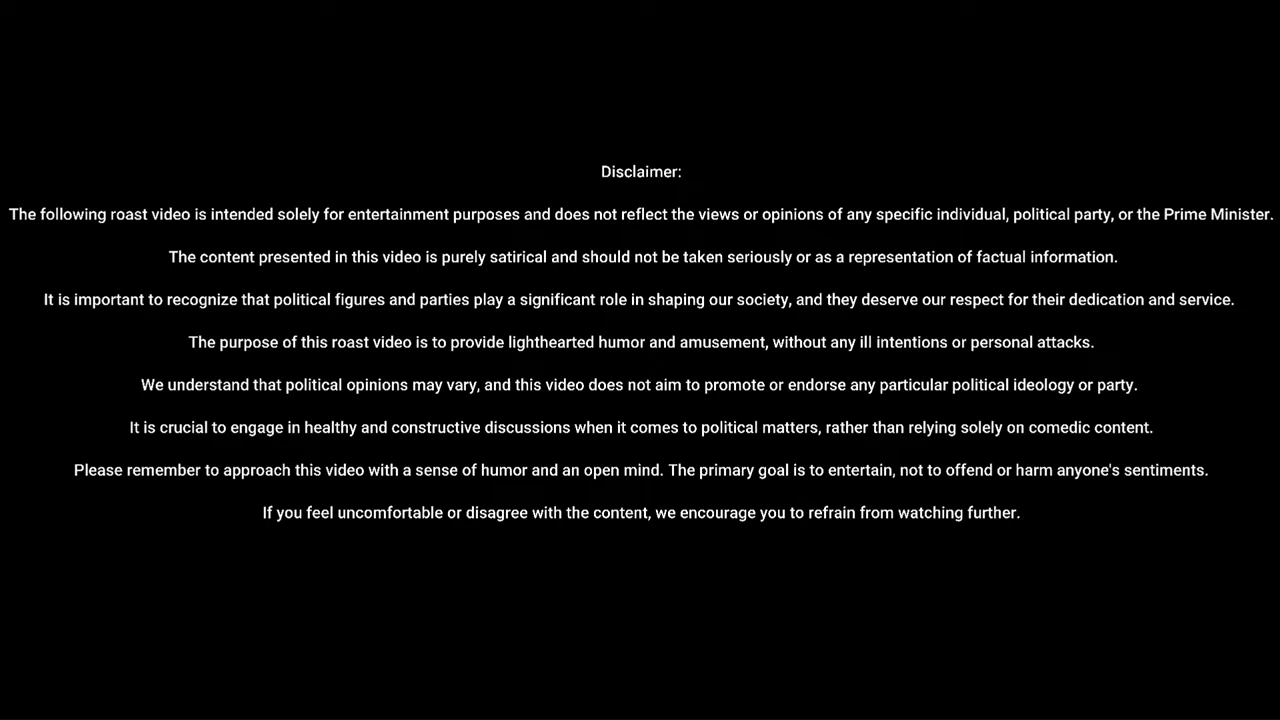 Disclaimer:
The following roast video is intended solely for entertainment purposes and does not reflect the views or opinions of any specific individual, political party, or the Prime Minister.
The content presented in this video is purely satirical and should not be taken seriously or as a representation of factual information.
It is important to recognize that political figures and parties play a significant role in shaping our society, and they deserve our respect for their dedication and service.
The purpose of this roast video is to provide lighthearted humor and amusement, without any ill intentions or personal attacks.
We understand that political opinions may vary, and this video does not aim to promote or endorse any particular political ideology or party.
It is crucial to engage in healthy and constructive discussions when it comes to political matters, rather than relying solely on comedic content.
Please remember to approach this video with a sense of humor and an open mind. The primary goal is to entertain, not to offend or harm anyone's sentiments.
If you feel uncomfortable or disagree with the content, we encourage you to refrain from watching further.